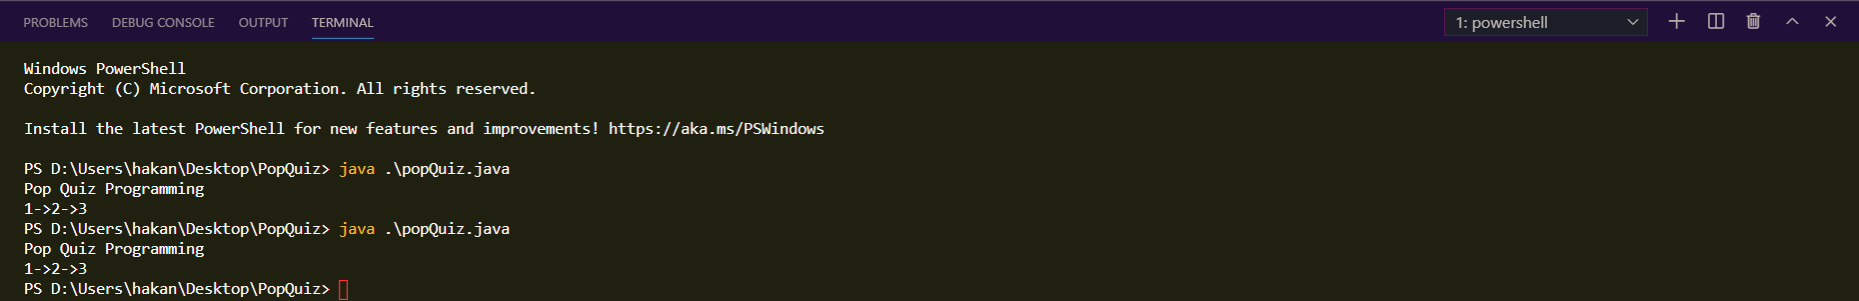 PROBLEMS DEBUG CONSOLE OUTPUT TERMINAL 1: powershell
Windows PowerShell
Copyright (C) Microsoft Corporation. All rights reserved.
Install the latest PowerShell for new features and improvements! https://aka.ms/PSWindows
PS D:\Users\hakan\Desktop\PopQuiz> java .\popQuiz.java
Pop Quiz Programming
1->2->3
PS D:\Users\hakan\Desktop\PopQuiz> java .\popQuiz.java
Pop Quiz Programming
1->2->3
PS D:\Users\hakan\Desktop\PopQuiz>